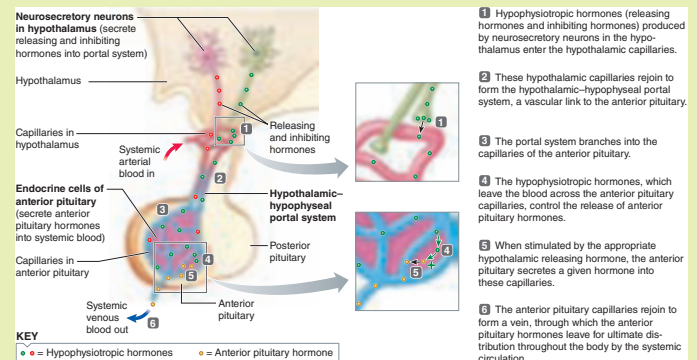 Neurosecretory neurons
in hypothalamus (secrete
releasing and inhibiting
hormones into portal system)
Hypothalamus
Capillaries in
hypothalamus
Systemic
arterial
blood in
Releasing
and inhibiting
hormones
1
2
Endocrine cells of
anterior pituitary
(secrete anterior
pituitary hormones
into systemic blood)
Hypothalamic–
hypophyseal
portal system
3
Capillaries in
anterior pituitary
4
5
Posterior
pituitary
Systemic
venous
blood out
6
Anterior
pituitary
1
4
5
KEY
= Hypophysiotropic hormones
= Anterior pituitary hormone
1 Hypophysiotropic hormones (releasing
hormones and inhibiting hormones) produced
by neurosecretory neurons in the hypo-
thalamus enter the hypothalamic capillaries.
2 These hypothalamic capillaries rejoin to
form the hypothalamic–hypophyseal portal
system, a vascular link to the anterior pituitary.
3 The portal system branches into the
capillaries of the anterior pituitary.
4 The hypophysiotropic hormones, which
leave the blood across the anterior pituitary
capillaries, control the release of anterior
pituitary hormones.
5 When stimulated by the appropriate
hypothalamic releasing hormone, the anterior
pituitary secretes a given hormone into
these capillaries.
6 The anterior pituitary capillaries rejoin to
form a vein, through which the anterior
pituitary hormones leave for ultimate dis-
tribution throughout the body by the systemic
circulation